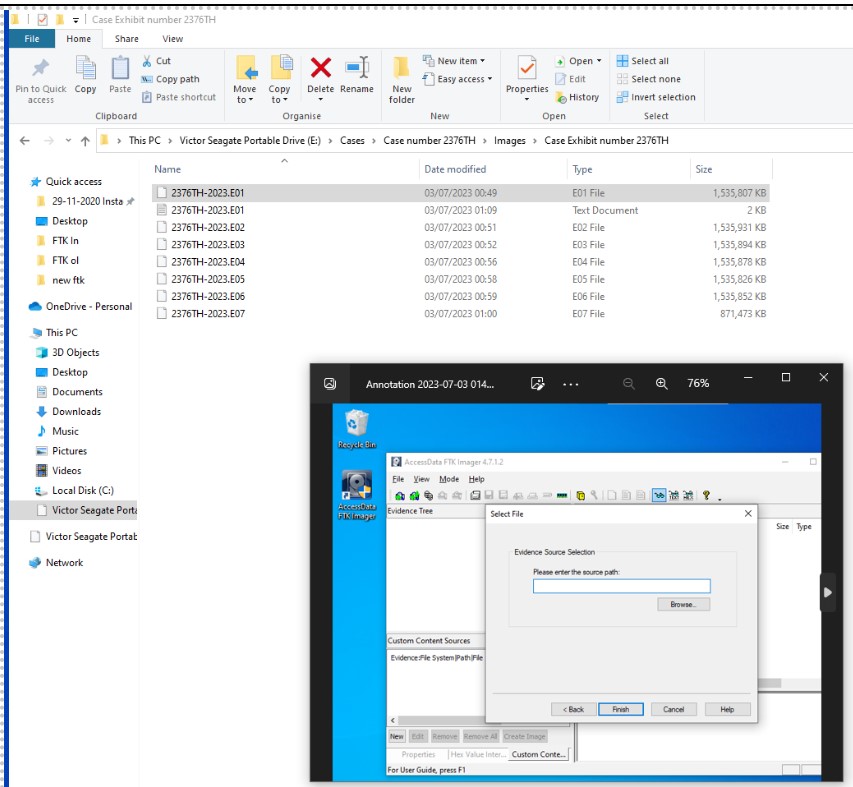 Case Exhibit number 2376TH
File Home Share View
Pin to Quick access
Copy
Paste
Cut
Copy path
Paste shortcut
Clipboard
Move to
Copy to
Delete
Rename
Organise
New folder
New item
Easy access
New
Properties
Open
Edit
History
Open
Select all
Select none
Invert selection
Select
This PC > Victor Seagate Portable Drive (E:) > Cases > Case number 2376TH > Images > Case Exhibit number 2376TH
Quick access
29-11-2020 Insta
Desktop
FTK In
FTK ol
new ftk
OneDrive - Personal
This PC
3D Objects
Desktop
Documents
Downloads
Music
Pictures
Videos
Local Disk (C:)
Victor Seagate Porta
Victor Seagate Portab
Network
Name Date modified Type Size
2376TH-2023.E01 03/07/2023 00:49 E01 File 1,535,807 KB
2376TH-2023.E01 03/07/2023 01:09 Text Document 2 KB
2376TH-2023.E02 03/07/2023 00:51 E02 File 1,535,931 KB
2376TH-2023.E03 03/07/2023 00:52 E03 File 1,535,894 KB
2376TH-2023.E04 03/07/2023 00:56 E04 File 1,535,878 KB
2376TH-2023.E05 03/07/2023 00:58 E05 File 1,535,826 KB
2376TH-2023.E06 03/07/2023 00:59 E06 File 1,535,852 KB
2376TH-2023.E07 03/07/2023 01:00 E07 File 871,473 KB
Annotation 2023-07-03 014... 76%
Recycle Bin
AccessData FTK Imager
AccessData FTK Imager 4.7.1.2
File View Mode Help
Evidence Tree
Size Type
Select File
Evidence Source Selection
Please enter the source path:
Browse...
< Back Finish Cancel Help
Custom Content Sources
Evidence:File System|Path|File
New Edit Remove Remove All Create Image
Properties Hex Value Inter... Custom Conte...
For User Guide, press F1